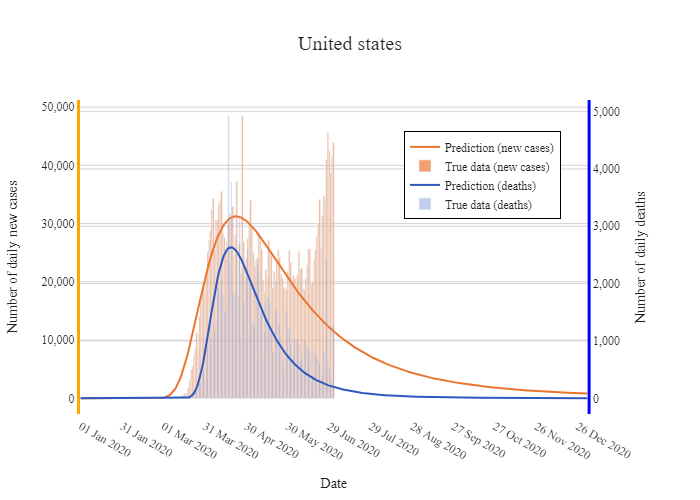 United states
50,000
40,000
30,000
20,000
10,000
0
Number of daily new cases
5,000
4,000
3,000
2,000
1,000
0
Number of daily deaths
Prediction (new cases)
True data (new cases)
Prediction (deaths)
True data (deaths)
01 Jan 2020
31 Jan 2020
01 Mar 2020
31 Mar 2020
30 Apr 2020
30 May 2020
29 Jun 2020
29 Jul 2020
28 Aug 2020
27 Sep 2020
27 Oct 2020
26 Nov 2020
26 Dec 2020
Date